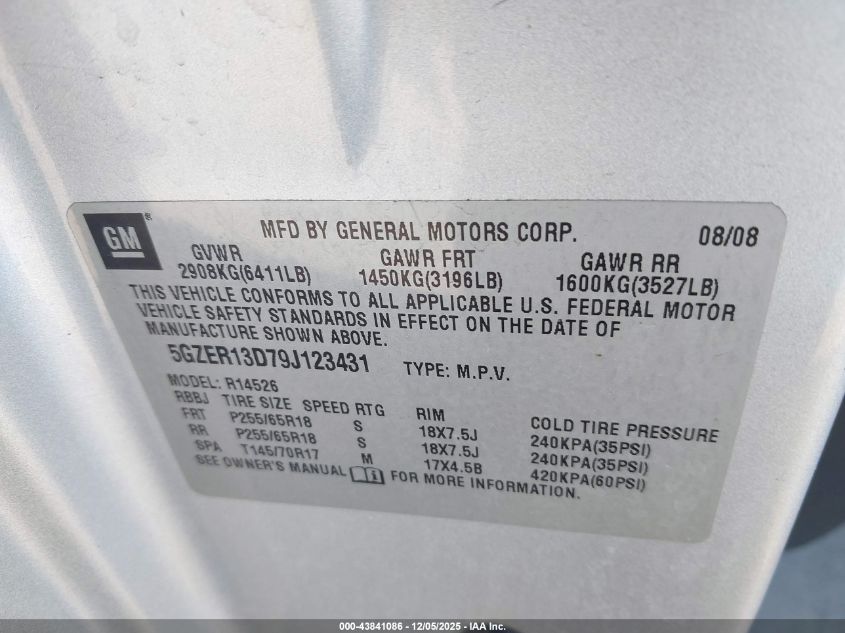 GM ®
MFD BY GENERAL MOTORS CORP. 08/08
GVWR GAWR FRT GAWR RR
2908KG(6411LB) 1450KG(3196LB) 1600KG(3527LB)
THIS VEHICLE CONFORMS TO ALL APPLICABLE U.S. FEDERAL MOTOR
VEHICLE SAFETY STANDARDS IN EFFECT ON THE DATE OF
MANUFACTURE SHOWN ABOVE.
5GZER13D79J123431 TYPE: M.P.V.
MODEL: R14526
RBBJ TIRE SIZE SPEED RTG RIM COLD TIRE PRESSURE
FRT P255/65R18 S 18X7.5J 240KPA(35PSI)
RR P255/65R18 S 18X7.5J 240KPA(35PSI)
SPA T145/70R17 M 17X4.5B 420KPA(60PSI)
SEE OWNER'S MANUAL FOR MORE INFORMATION.
000-43841086 - 12/05/2025 - IAA Inc.